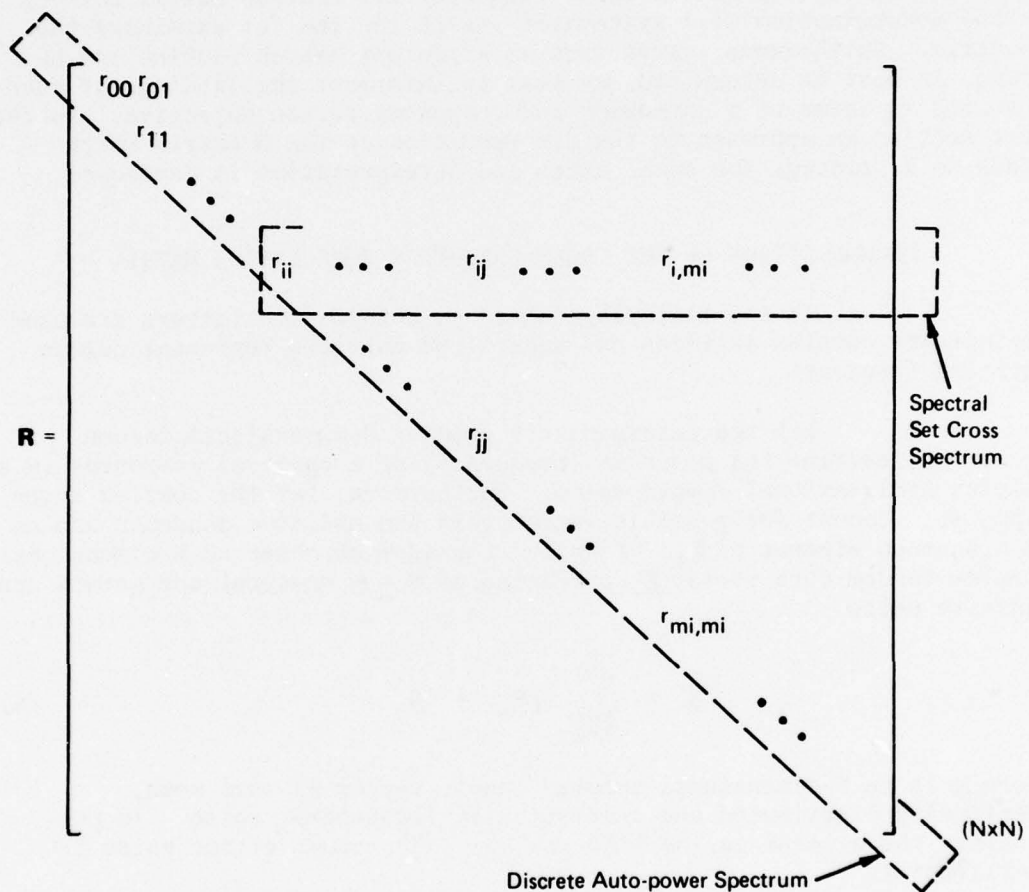 r00 r01
r11
rii • • • rij • • • ri,mi • • •
Spectral
Set Cross
Spectrum
R =
rjj
rmi,mi
(NxN)
Discrete Auto-power Spectrum